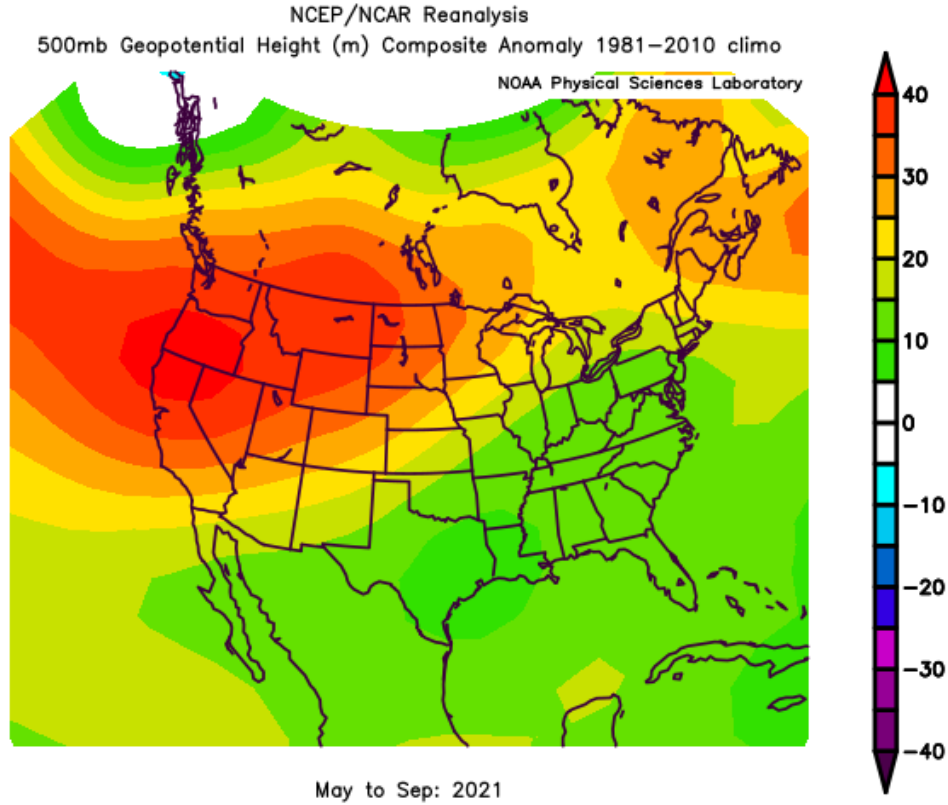 NCEP/NCAR Reanalysis
500mb Geopotential Height (m) Composite Anomaly 1981−2010 climo
NOAA Physical Sciences Laboratory
40
30
20
10
0
−10
−20
−30
−40
May to Sep: 2021